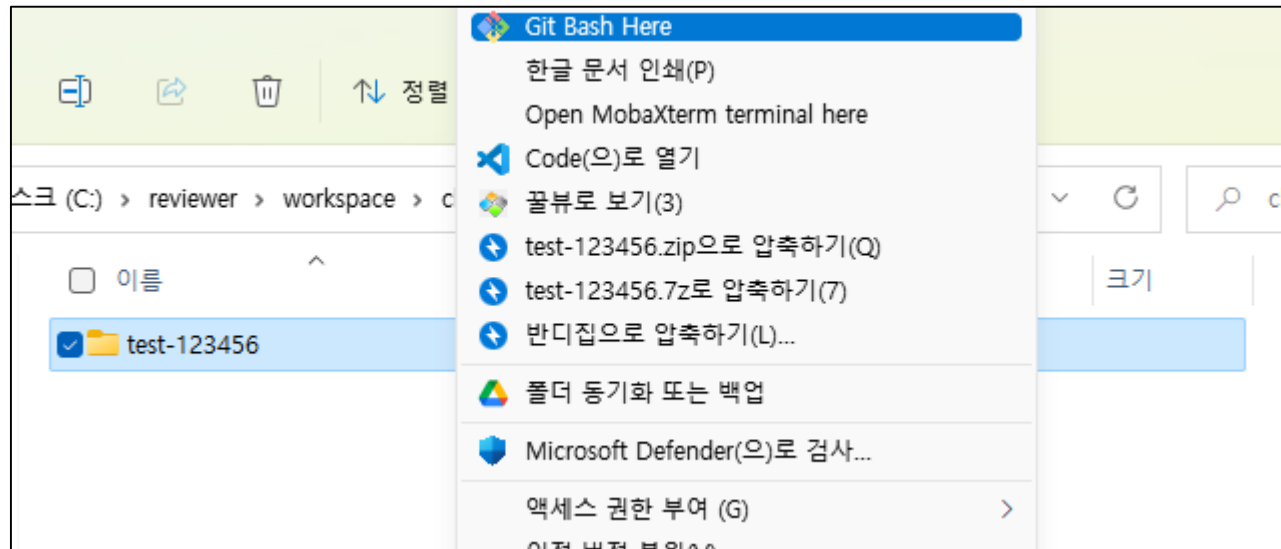 Git Bash Here
한글 문서 인쇄(P)
정렬
Open MobaXterm terminal here
Code(으)로 열기
스크 (C:) > reviewer > workspace > c
꿀뷰로 보기(3)
c
test-123456.zip으로 압축하기(Q)
이름
크기
test-123456.7z로 압축하기(7)
반디집으로 압축하기(L)...
test-123456
폴더 동기화 또는 백업
Microsoft Defender(으)로 검사...
액세스 권한 부여 (G)